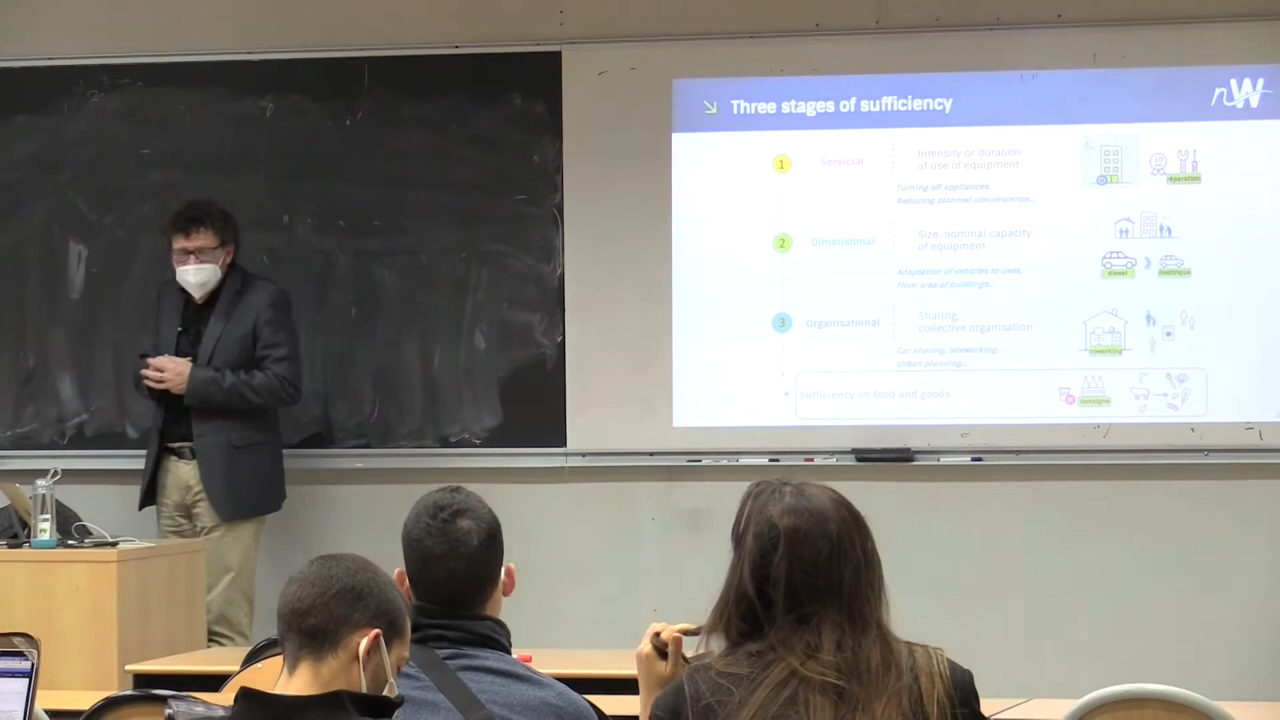 Three stages of sufficiency
nW
1
Servicial
Intensity or duration
of use of equipment
Turning off appliances,
Reducing planned obsolescence...
réparation
2
Dimensional
Size, nominal capacity
of equipment
Adaptation of vehicles to uses,
Floor area of buildings...
diesel
électrique
3
Organisational
Sharing,
collective organisation
Car sharing, teleworking,
Urban planning...
coworking
+ Sufficiency on food and goods
consigne